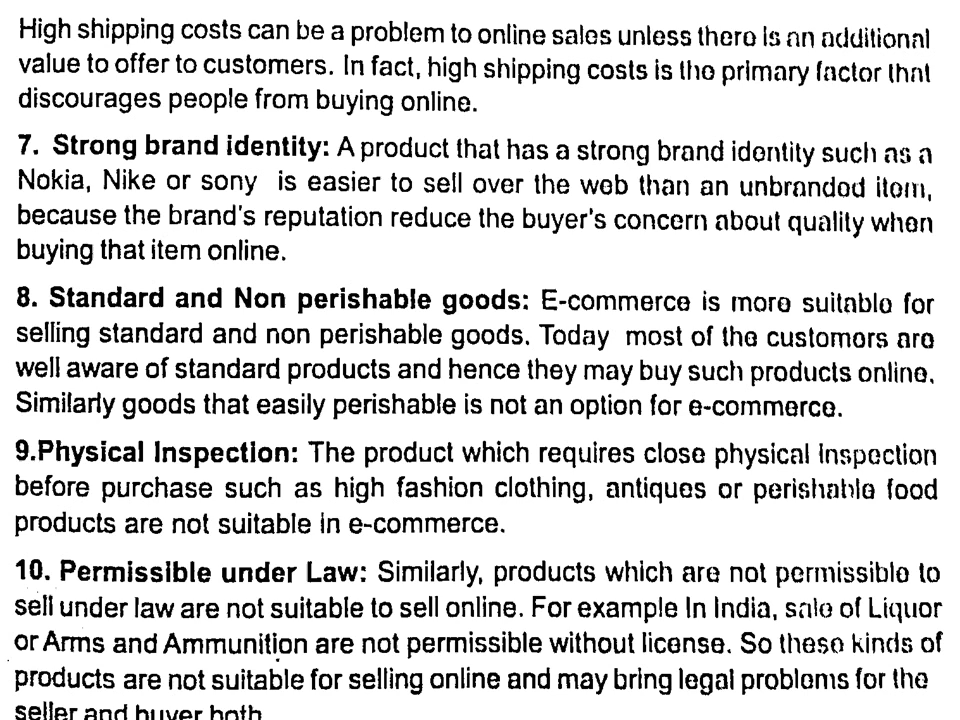 High shipping costs can be a problem to online sales unless there is an additional
value to offer to customers. In fact, high shipping costs is the primary factor that
discourages people from buying online.
7. Strong brand identity: A product that has a strong brand identity such as a
Nokia, Nike or sony is easier to sell over the web than an unbranded item,
because the brand's reputation reduce the buyer's concern about quality when
buying that item online.
8. Standard and Non perishable goods: E-commerce is more suitable for
selling standard and non perishable goods. Today most of the customers are
well aware of standard products and hence they may buy such products online.
Similarly goods that easily perishable is not an option for e-commerce.
9.Physical Inspection: The product which requires close physical Inspection
before purchase such as high fashion clothing, antiques or perishable food
products are not suitable in e-commerce.
10. Permissible under Law: Similarly, products which are not permissible to
sell under law are not suitable to sell online. For example In India, sale of Liquor
or Arms and Ammunition are not permissible without license. So these kinds of
products are not suitable for selling online and may bring legal problems for the
seller and buyer both